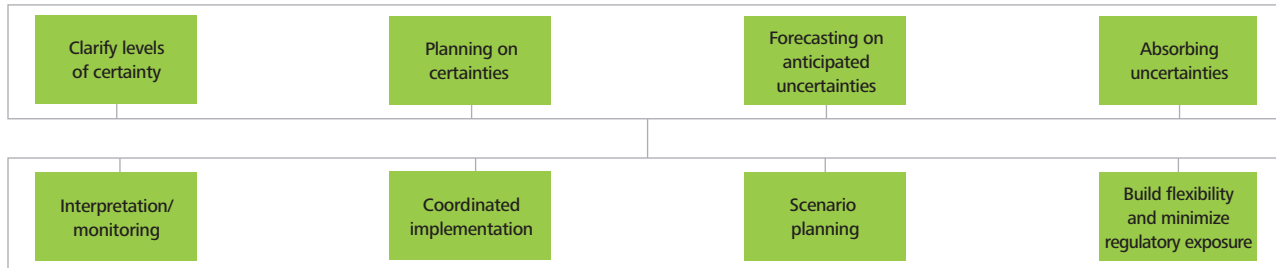 Clarify levels
of certainty
Planning on
certainties
Forecasting on
anticipated
uncertainties
Absorbing
uncertainties
Interpretation/
monitoring
Coordinated
implementation
Scenario
planning
Build flexibility
and minimize
regulatory exposure